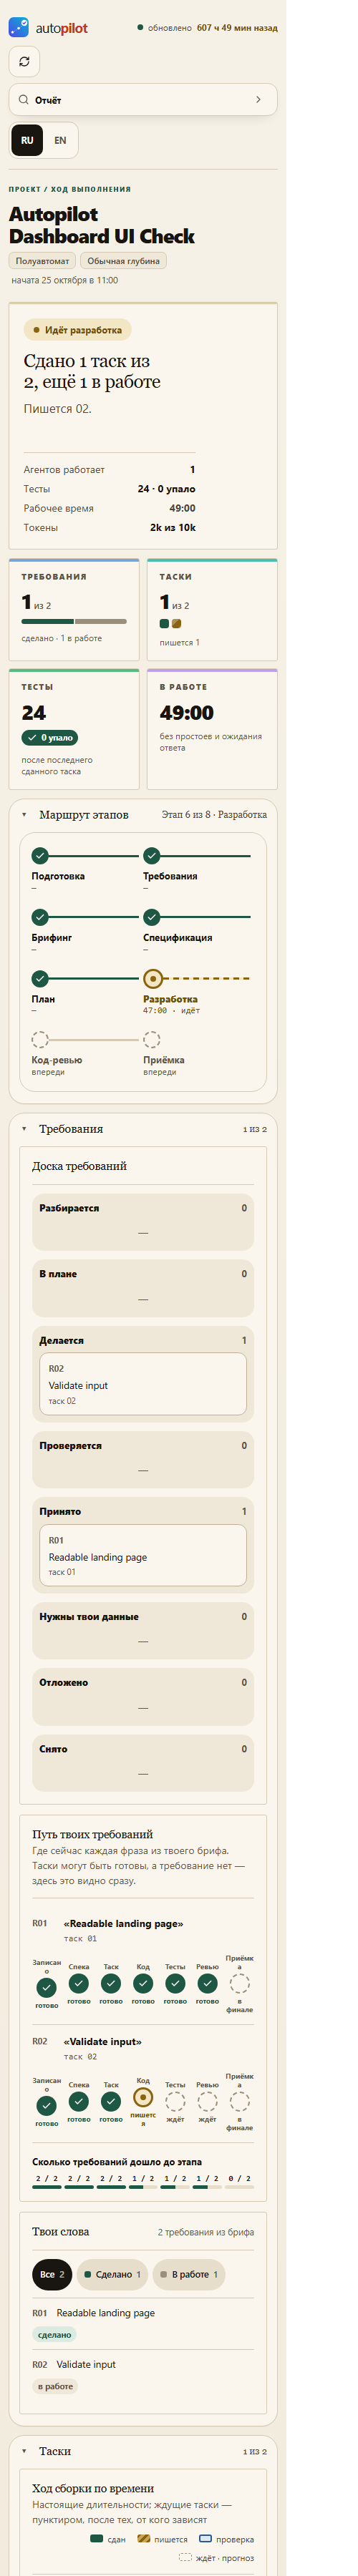 autopilot
обновлено 607 ч 49 мин назад
Отчёт
RU EN
ПРОЕКТ / ХОД ВЫПОЛНЕНИЯ
Autopilot
Dashboard UI Check
Полуавтомат Обычная глубина
начата 25 октября в 11:00
Идёт разработка
Сдано 1 таск из
2, ещё 1 в работе
Пишется 02.
Агентов работает 1
Тесты 24 · 0 упало
Рабочее время 49:00
Токены 2k из 10k
ТРЕБОВАНИЯ
1 из 2
сделано · 1 в работе
ТАСКИ
1 из 2
пишется 1
ТЕСТЫ
24
0 упало
после последнего
сданного таска
В РАБОТЕ
49:00
без простоев и ожидания
ответа
Маршрут этапов Этап 6 из 8 · Разработка
Подготовка Требования
— —
Брифинг Спецификация
— —
План Разработка
— 47:00 · идёт
Код-ревью Приёмка
впереди впереди
Требования 1 ИЗ 2
Доска требований
Разбирается 0
—
В плане 0
—
Делается 1
R02
Validate input
таск 02
Проверяется 0
—
Принято 1
R01
Readable landing page
таск 01
Нужны твои данные 0
—
Отложено 0
—
Снято 0
—
Путь твоих требований
Где сейчас каждая фраза из твоего брифа.
Таски могут быть готовы, а требование нет —
здесь это видно сразу.
R01 «Readable landing page»
таск 01
Записано Спека Таск Код Тесты Ревью Приёмка
готово готово готово готово готово готово в финале
R02 «Validate input»
таск 02
Записано Спека Таск Код Тесты Ревью Приёмка
готово готово готово пишется ждёт ждёт в финале
Сколько требований дошло до этапа
2 / 2 2 / 2 2 / 2 1 / 2 1 / 2 1 / 2 0 / 2
Твои слова 2 требования из брифа
Все 2 Сделано 1 В работе 1
R01 Readable landing page
сделано
R02 Validate input
в работе
Таски 1 ИЗ 2
Ход сборки по времени
Настоящие длительности; ждущие таски —
пунктиром, после тех, от кого зависят
сдан пишется проверка
ждёт · прогноз